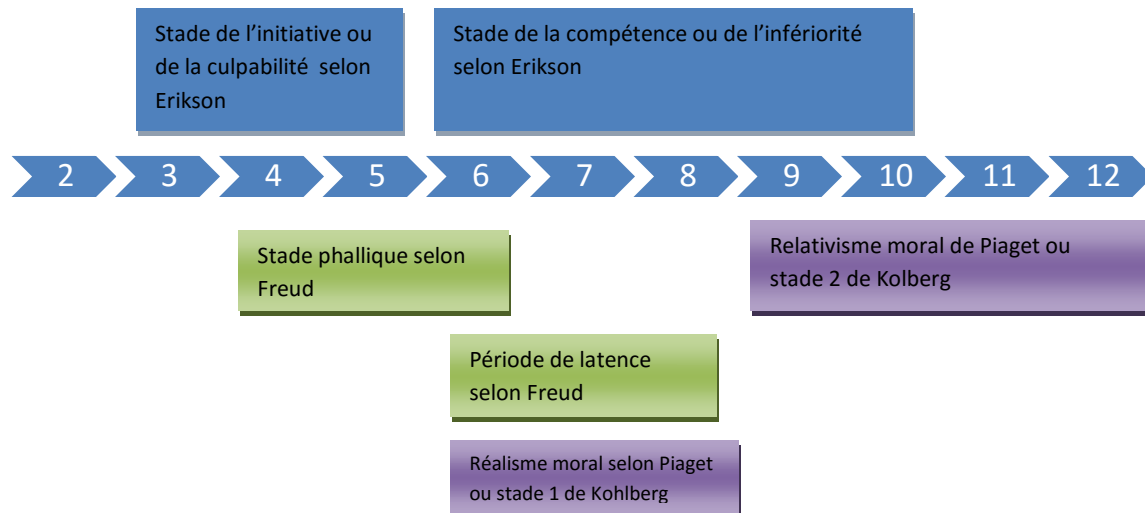 Stade de l’initiative ou
de la culpabilité  selon
Erikson
Stade de la compétence ou de l’infériorité
selon Erikson
2 3 4 5 6 7 8 9 10 11 12
Stade phallique selon
Freud
Relativisme moral de Piaget ou
stade 2 de Kolberg
Période de latence
selon Freud
Réalisme moral selon Piaget
ou stade 1 de Kohlberg